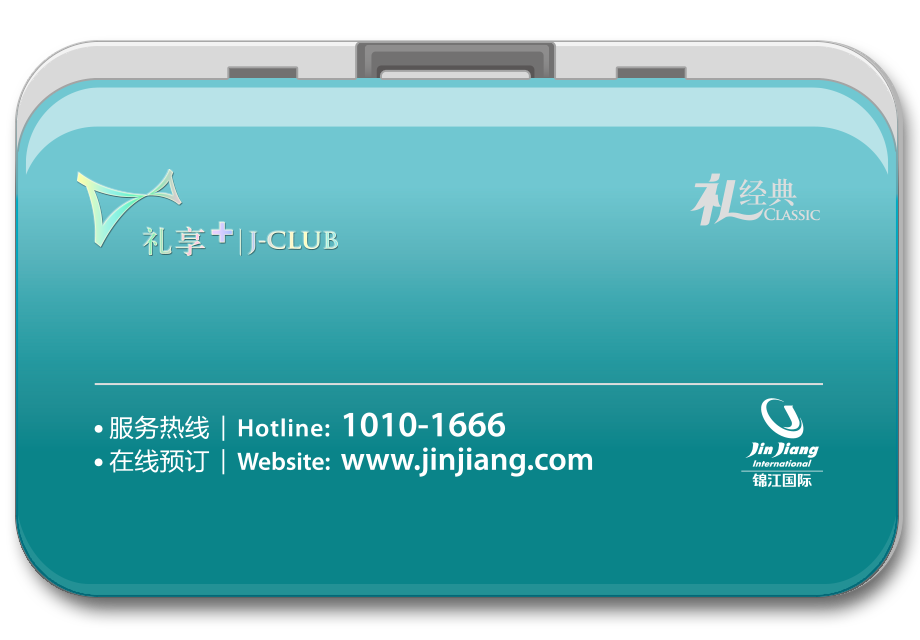 礼享+ | J-CLUB
礼经典
CLASSIC
• 服务热线 | Hotline: 1010-1666
• 在线预订 | Website: www.jinjiang.com
Jin Jiang
International
锦江国际